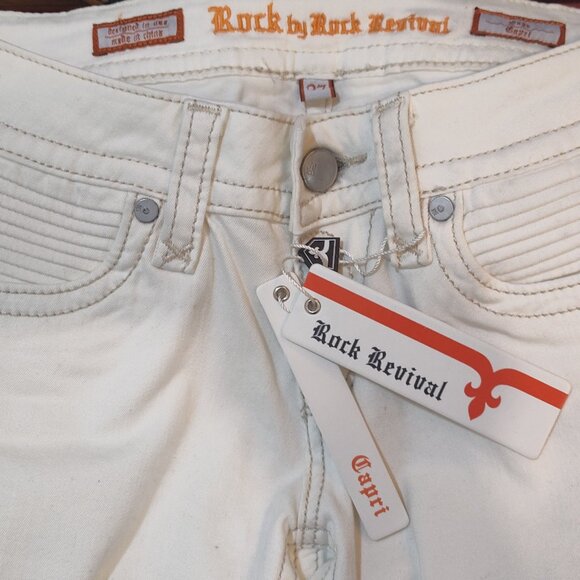 Rock by Rock Revival
designed in usa
made in china
Capri
Rock Revival
Capri